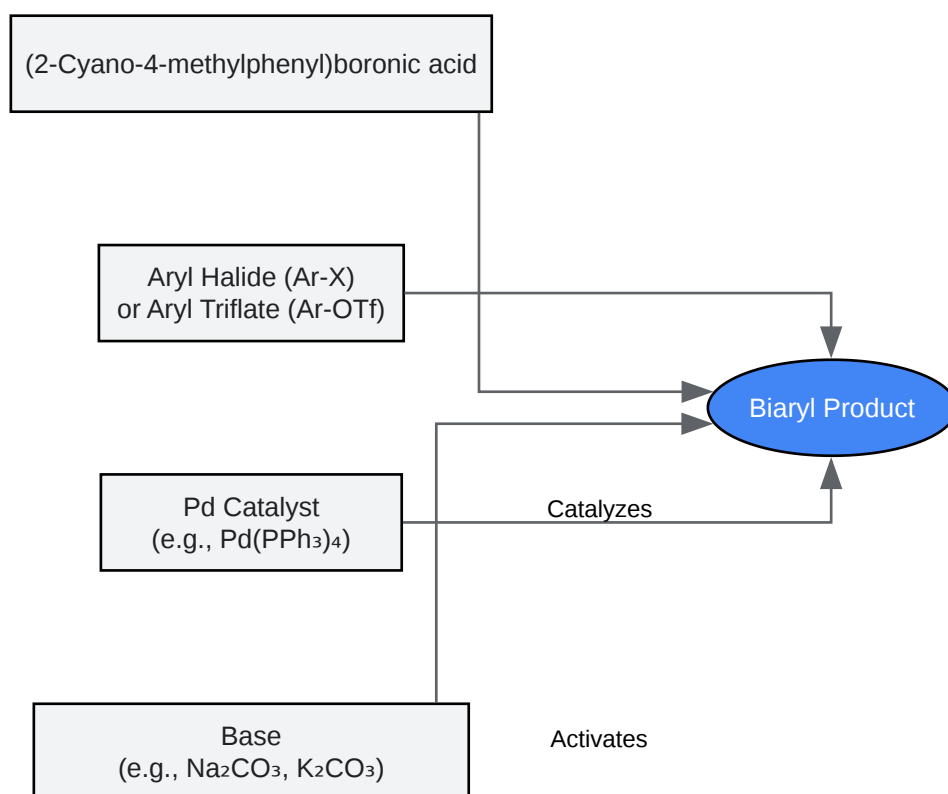 (2-Cyano-4-methylphenyl)boronic acid
Aryl Halide (Ar-X)
or Aryl Triflate (Ar-OTf)
Biaryl Product
Pd Catalyst
(e.g., Pd(PPh₃)₄)
Catalyzes
Base
(e.g., Na₂CO₃, K₂CO₃)
Activates